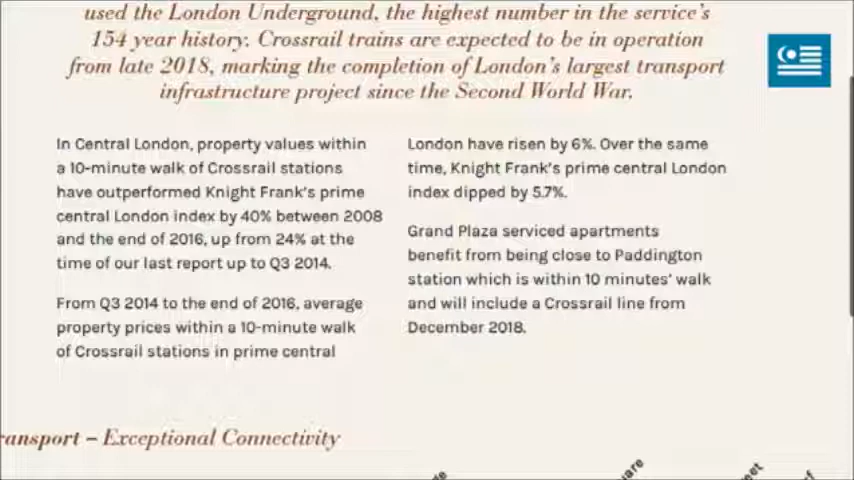 used the London Underground, the highest number in the service's
154 year history. Crossrail trains are expected to be in operation
from late 2018, marking the completion of London's largest transport
infrastructure project since the Second World War.
In Central London, property values within
a 10-minute walk of Crossrail stations
have outperformed Knight Frank's prime
central London index by 40% between 2008
and the end of 2016, up from 24% at the
time of our last report up to Q3 2014.
From Q3 2014 to the end of 2016, average
property prices within a 10-minute walk
of Crossrail stations in prime central
London have risen by 6%. Over the same
time, Knight Frank's prime central London
index dipped by 5.7%.
Grand Plaza serviced apartments
benefit from being close to Paddington
station which is within 10 minutes' walk
and will include a Crossrail line from
December 2018.
ransport – Exceptional Connectivity